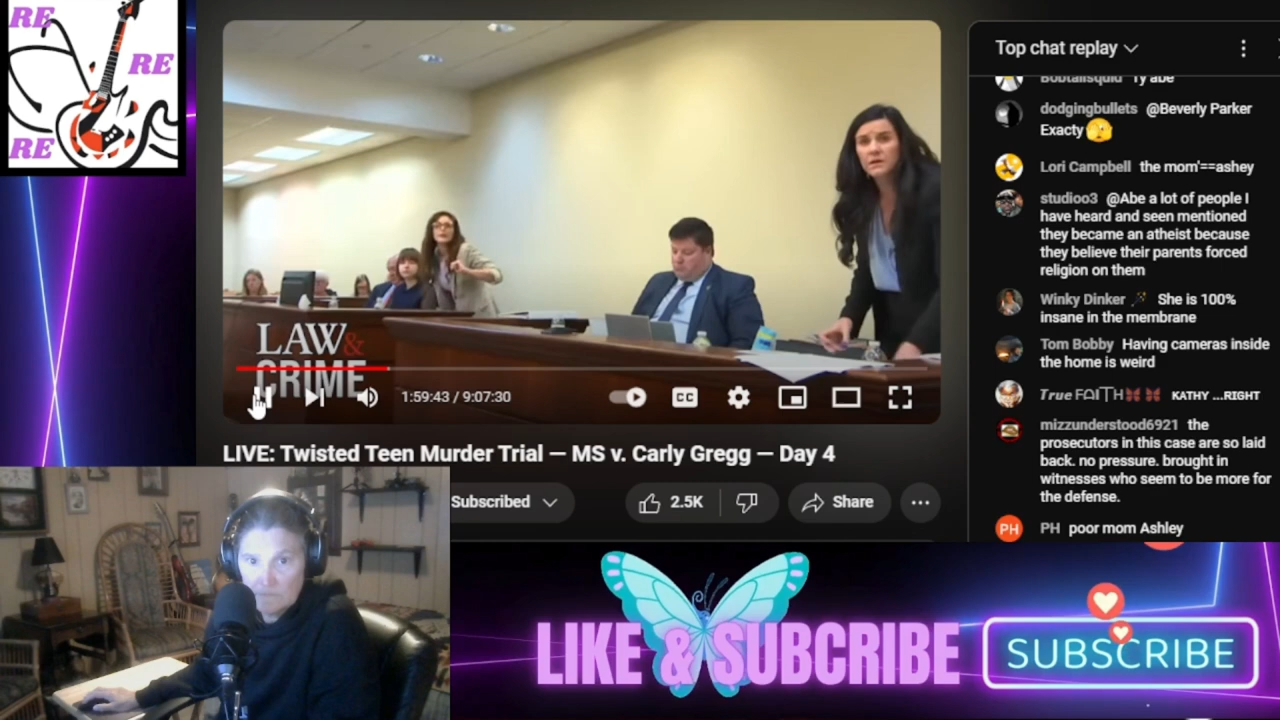 RE
RE
RE
LAW&
CRIME
1:59:43 / 9:07:30
CC
LIVE: Twisted Teen Murder Trial — MS v. Carly Gregg — Day 4
Subscribed
2.5K
Share
Top chat replay
Bobtailsquid Ty abe
dodgingbullets @Beverly Parker
Exacty
Lori Campbell the mom'==ashey
studioo3 @Abe a lot of people I
have heard and seen mentioned
they became an atheist because
they believe their parents forced
religion on them
Winky Dinker She is 100%
insane in the membrane
Tom Bobby Having cameras inside
the home is weird
True FAITH KATHY ...RIGHT
mizzunderstood6921 the
prosecutors in this case are so laid
back. no pressure. brought in
witnesses who seem to be more for
the defense.
PH PH poor mom Ashley
LIKE & SUBCRIBE
SUBSCRIBE